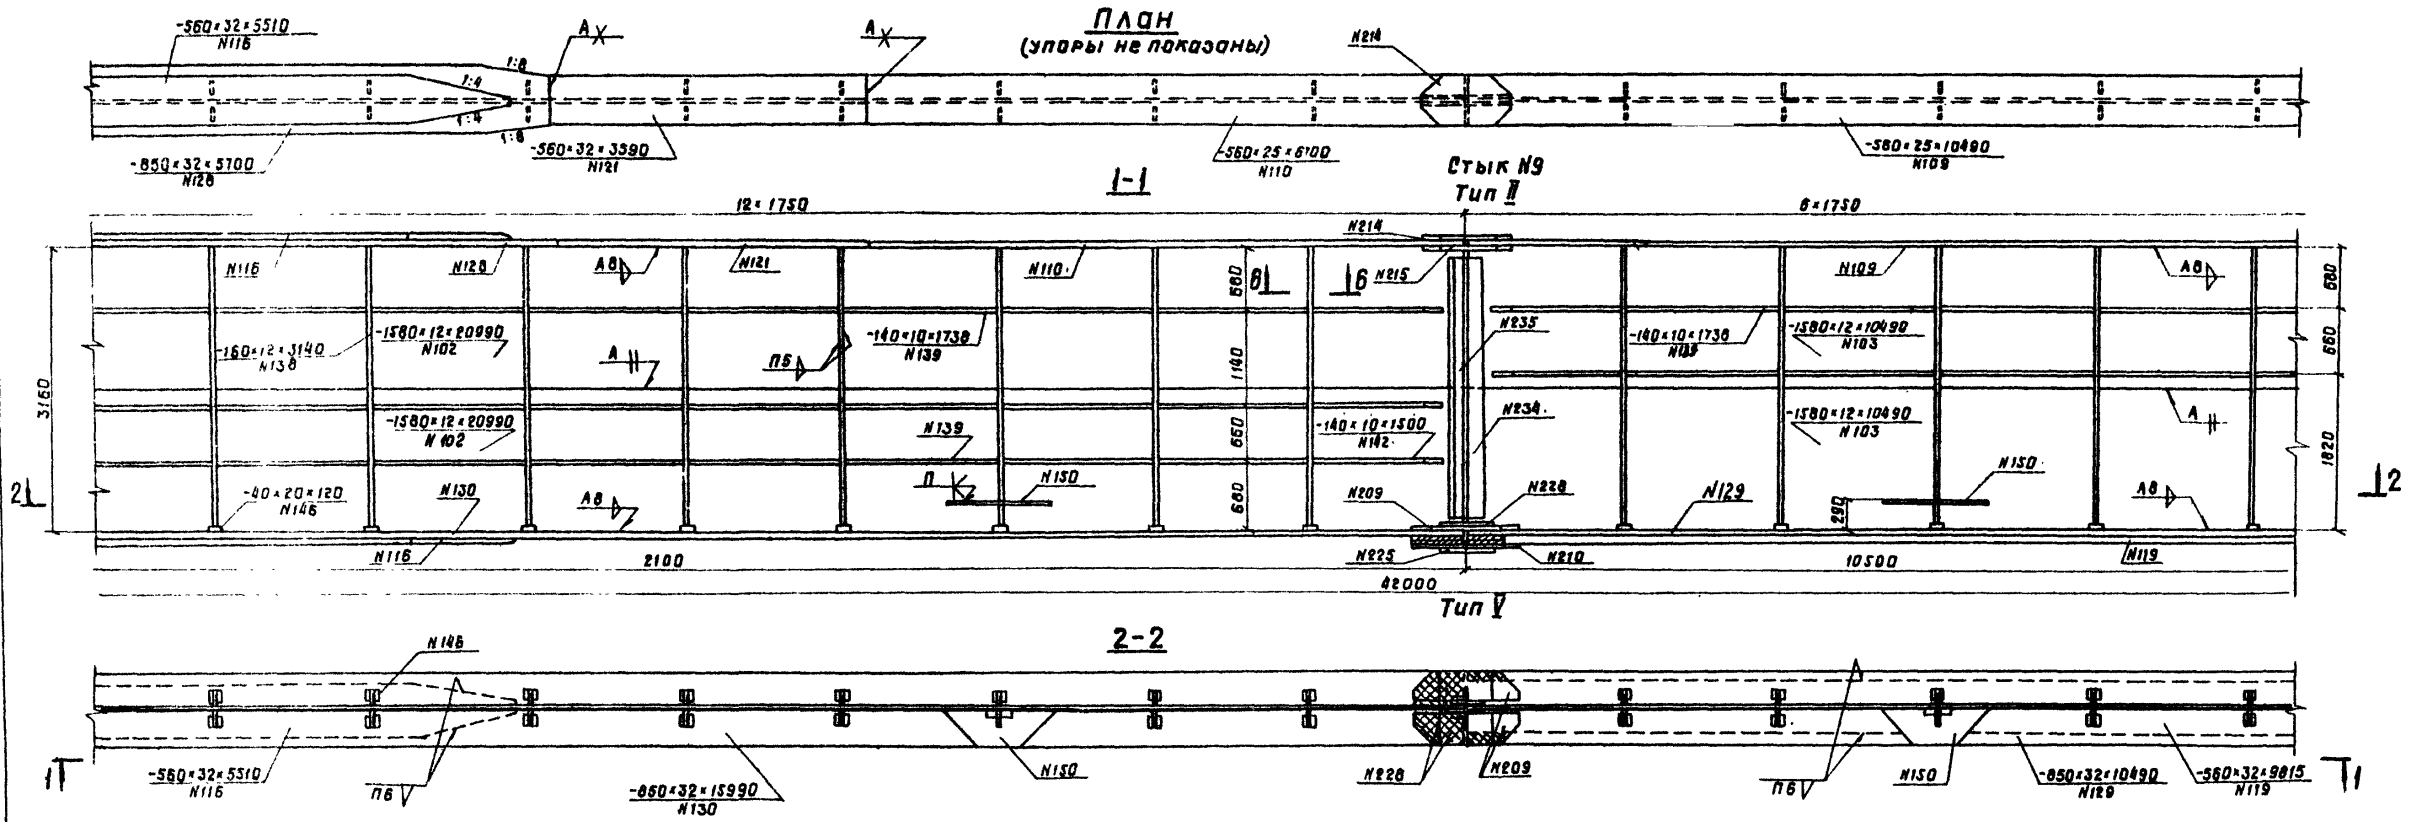 План
(упоры не показаны)
-560×32×5510
N116
А
А
N214
1:8
1:4
1:4
1:8
-850×32×5700
N128
-560×32×3390
N121
-560×25×6100
N110
-560×25×10490
N109
1-1
Стык N9
Тип II
12×1750
6×1750
N214
N116
N128
А8
N121
N110
N215
N109
А8
6
6
680
680
3160
-160×12×3140
N138
-1580×12×20990
N102
А
П6
-140×10×1738
N139
1140
N235
-140×10×1738
N139
-1580×12×10490
N103
660
-1580×12×20990
N102
N139
660
-140×10×1500
N142
N234
-1580×12×10490
N103
А
1820
2
-40×20×120
N146
N130
А8
П
N150
680
N209
N228
N129
290
N150
А8
2
N116
2100
N225
N210
10500
N119
42000
Тип V
2-2
N146
1
-560×32×5510
N116
П6
-850×32×15990
N130
N150
N228
N209
П6
N150
-850×32×10490
N129
-560×32×9815
N119
1